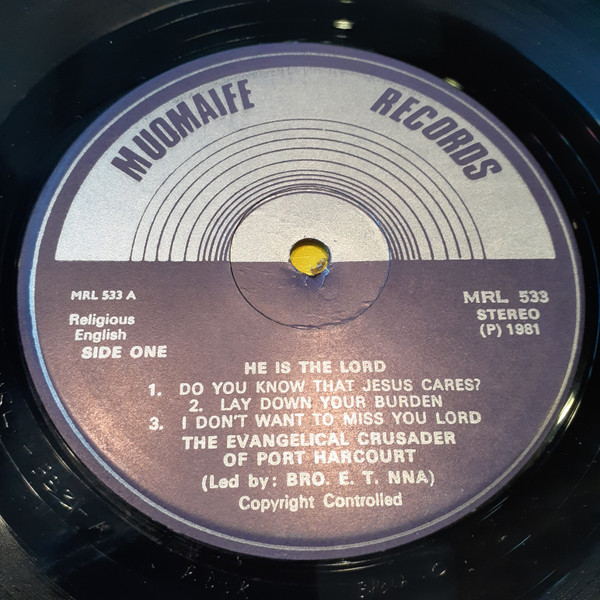 MUOMAIFE RECORDS
MRL 533 A
MRL 533
Religious
English
STEREO
SIDE ONE
(P) 1981
HE IS THE LORD
1. DO YOU KNOW THAT JESUS CARES?
2. LAY DOWN YOUR BURDEN
3. I DON'T WANT TO MISS YOU LORD
THE EVANGELICAL CRUSADER
OF PORT HARCOURT
(Led by: BRO. E. T. NNA)
Copyright Controlled